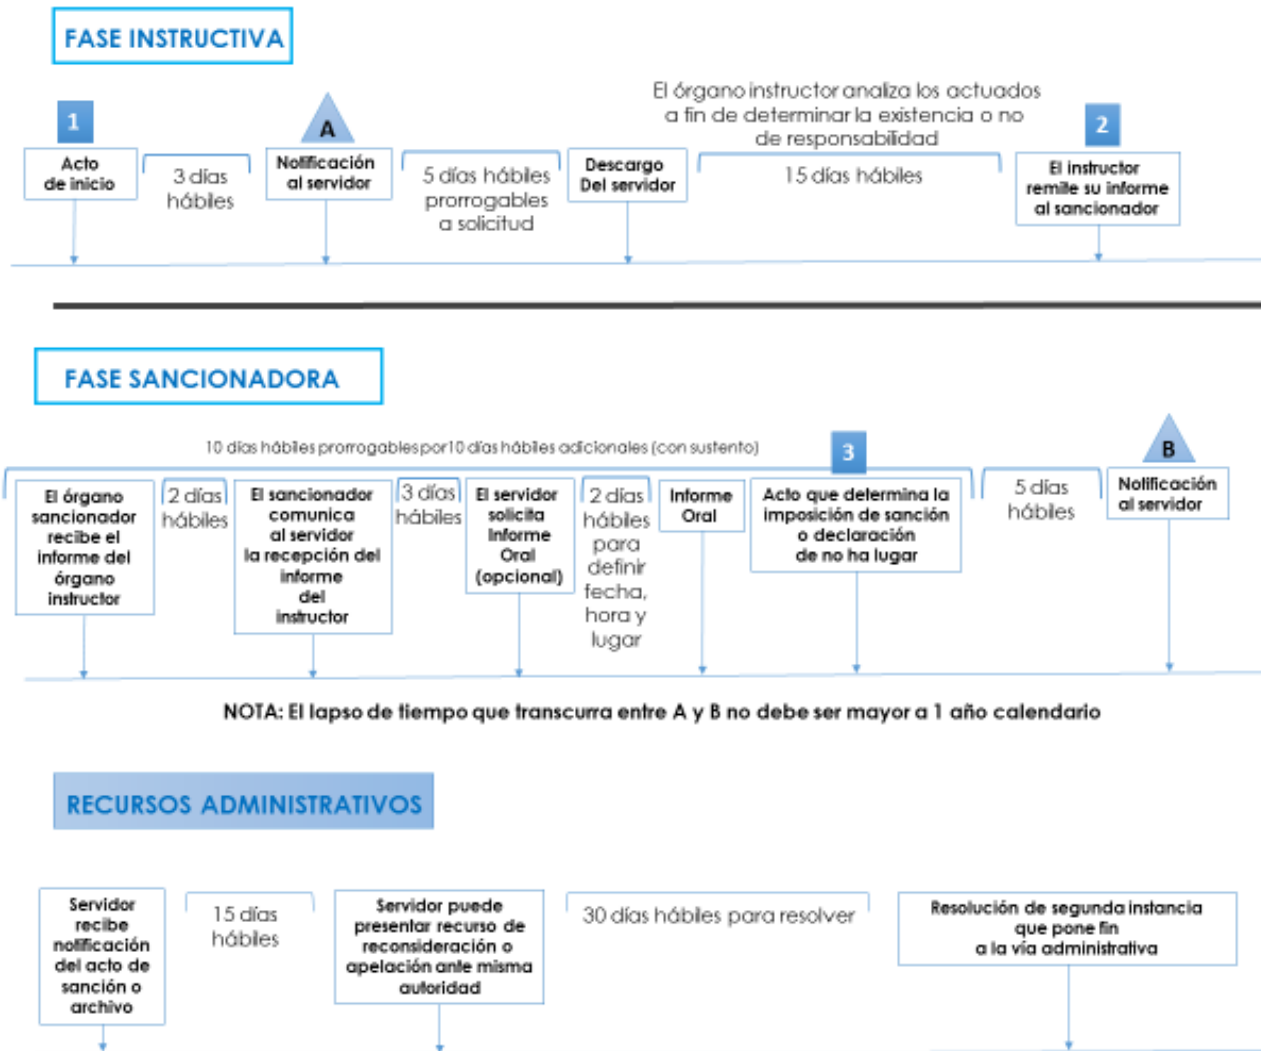 FASE INSTRUCTIVA
El órgano instructor analiza los actuados
a fin de determinar la existencia o no
de responsabilidad
1
A
2
Acto
de inicio
3 días
hábiles
Notificación
al servidor
5 días hábiles
prorrogables
a solicitud
Descargo
Del servidor
15 días hábiles
El instructor
remite su informe
al sancionador
FASE SANCIONADORA
10 días hábiles prorrogables por 10 días hábiles adicionales (con sustento)
3
B
El órgano
sancionador
recibe el
informe del
órgano
instructor
2 días
hábiles
El sancionador
comunica
al servidor
la recepción del
informe
del
instructor
3 días
hábiles
El servidor
solicita
Informe
Oral
(opcional)
2 días
hábiles
para
definir
fecha,
hora y
lugar
Informe
Oral
Acto que determina la
imposición de sanción
o declaración
de no ha lugar
5 días
hábiles
Notificación
al servidor
NOTA: El lapso de tiempo que transcurra entre A y B no debe ser mayor a 1 año calendario
RECURSOS ADMINISTRATIVOS
Servidor
recibe
notificación
del acto de
sanción o
archivo
15 días
hábiles
Servidor puede
presentar recurso de
reconsideración o
apelación ante misma
autoridad
30 días hábiles para resolver
Resolución de segunda instancia
que pone fin
a la vía administrativa